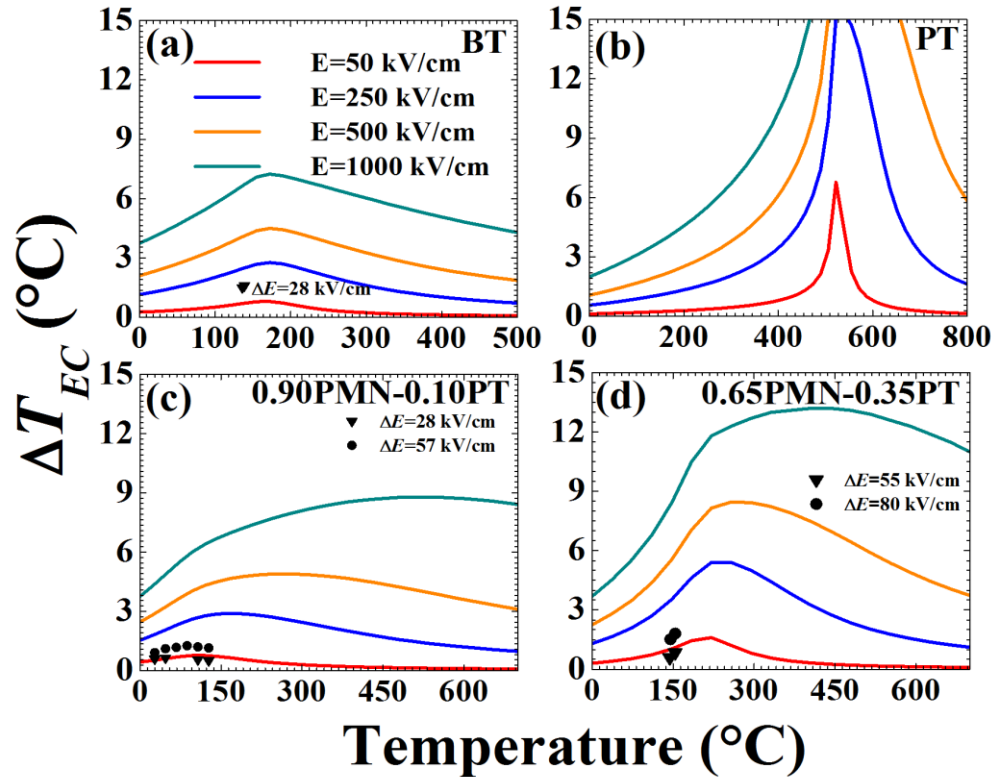 ΔT_EC (°C)
(a)
BT
E=50 kV/cm
E=250 kV/cm
E=500 kV/cm
E=1000 kV/cm
ΔE=28 kV/cm
15
12
9
6
3
0
0 100 200 300 400 500
(b)
PT
15
12
9
6
3
0
0 200 400 600 800
(c)
0.90PMN-0.10PT
ΔE=28 kV/cm
ΔE=57 kV/cm
15
12
9
6
3
0
0 150 300 450 600
(d)
0.65PMN-0.35PT
ΔE=55 kV/cm
ΔE=80 kV/cm
15
12
9
6
3
0
0 150 300 450 600
Temperature (°C)